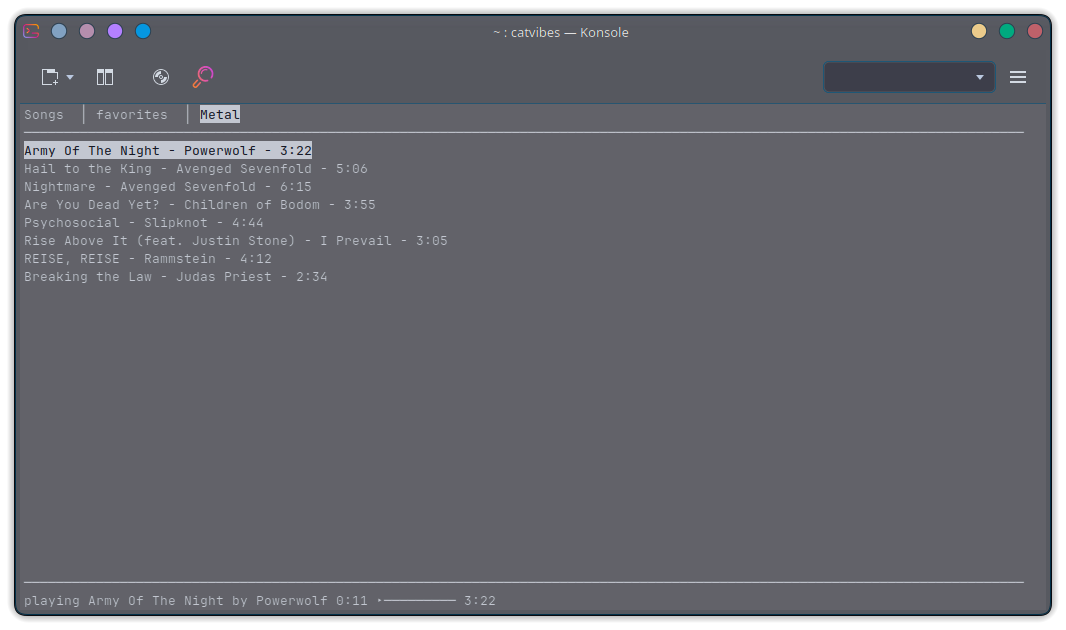 ~ : catvibes — Konsole
Songs │ favorites │ Metal
Army Of The Night - Powerwolf - 3:22
Hail to the King - Avenged Sevenfold - 5:06
Nightmare - Avenged Sevenfold - 6:15
Are You Dead Yet? - Children of Bodom - 3:55
Psychosocial - Slipknot - 4:44
Rise Above It (feat. Justin Stone) - I Prevail - 3:05
REISE, REISE - Rammstein - 4:12
Breaking the Law - Judas Priest - 2:34
playing Army Of The Night by Powerwolf 0:11 ‣───────── 3:22